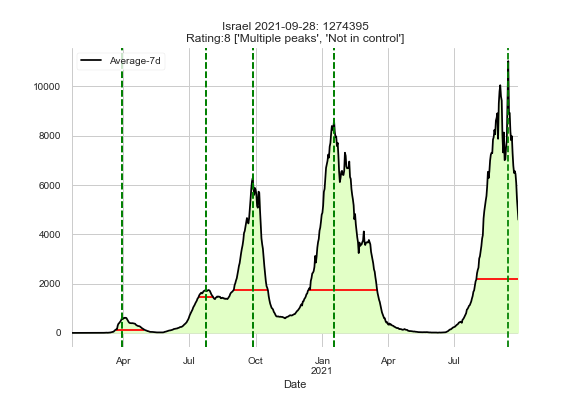 Israel 2021-09-28: 1274395
Rating:8 ['Multiple peaks', 'Not in control']
Average-7d
10000
8000
6000
4000
2000
0
Apr Jul Oct Jan Apr Jul
2021
Date